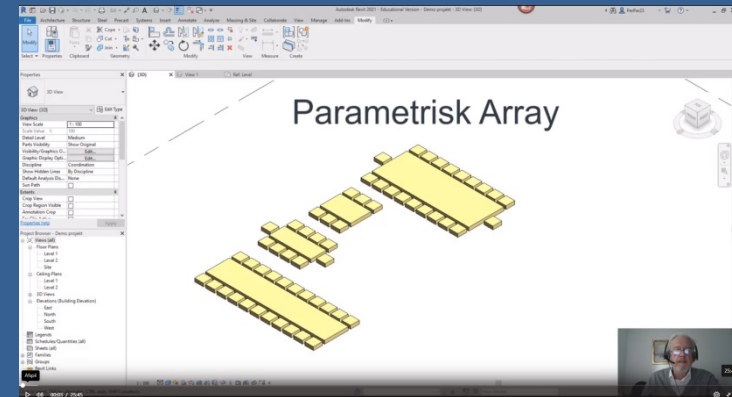 Autodesk Revit 2021 - Educational Version - Demo projekt - 3D View: {3D}
File Architecture Structure Steel Precast Systems Insert Annotate Analyze Massing & Site Collaborate View Manage Add-Ins Modify
Modify
Cope
Cut
Join
Select Properties Clipboard Geometry Modify View Measure Create
Properties
{3D} View 1 Ref. Level
3D View
3D View: {3D} Edit Type
Graphics
View Scale 1 : 100
Scale Value 1: 100
Detail Level Medium
Parts Visibility Show Original
Visibility/Graphics O... Edit...
Graphic Display Opti... Edit...
Discipline Coordination
Show Hidden Lines By Discipline
Default Analysis Dis... None
Sun Path
Extents
Crop View
Crop Region Visible
Annotation Crop
Properties help Apply
Project Browser - Demo projekt
Views (all)
Floor Plans
Level 1
Level 2
Site
Ceiling Plans
Level 1
Level 2
3D Views
Elevations (Building Elevation)
East
North
South
West
Legends
Schedules/Quantities (all)
Sheets (all)
Families
Groups
Revit Links
Parametrisk Array
00:03 / 25:45